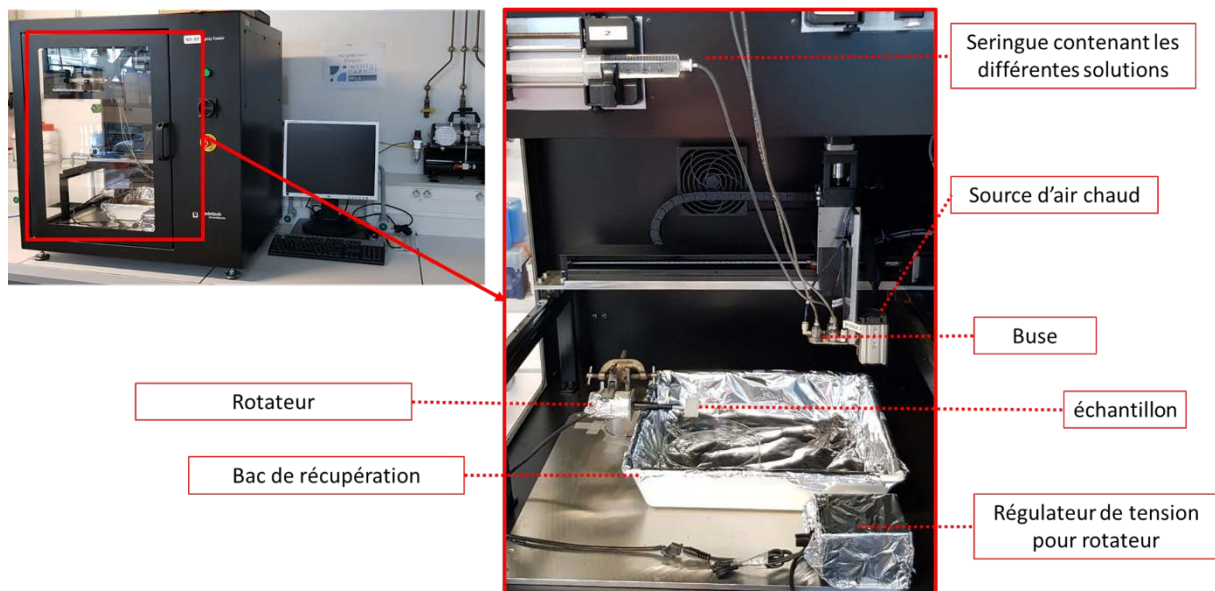 Seringue contenant les
différentes solutions
Source d'air chaud
Buse
échantillon
Régulateur de tension
pour rotateur
Rotateur
Bac de récupération
2